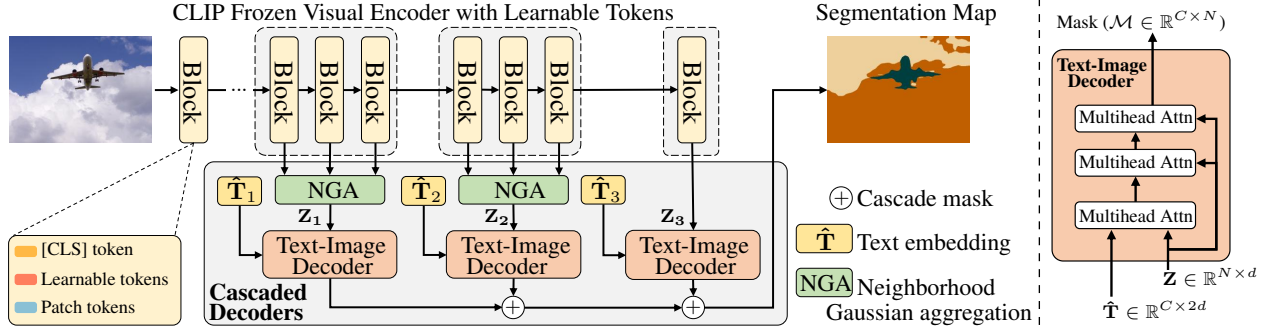 CLIP Frozen Visual Encoder with Learnable Tokens
Segmentation Map
Block
...
Block
Block
Block
Block
Block
Block
Block
T̂₁
NGA
Z₁
Text-Image
Decoder
T̂₂
NGA
Z₂
Text-Image
Decoder
T̂₃
Z₃
Text-Image
Decoder
Cascaded
Decoders
[CLS] token
Learnable tokens
Patch tokens
+ Cascade mask
T̂ Text embedding
NGA Neighborhood
Gaussian aggregation
Mask (ℳ ∈ ℝ^{C×N})
Text-Image
Decoder
Multihead Attn
Multihead Attn
Multihead Attn
Z ∈ ℝ^{N×d}
T̂ ∈ ℝ^{C×2d}